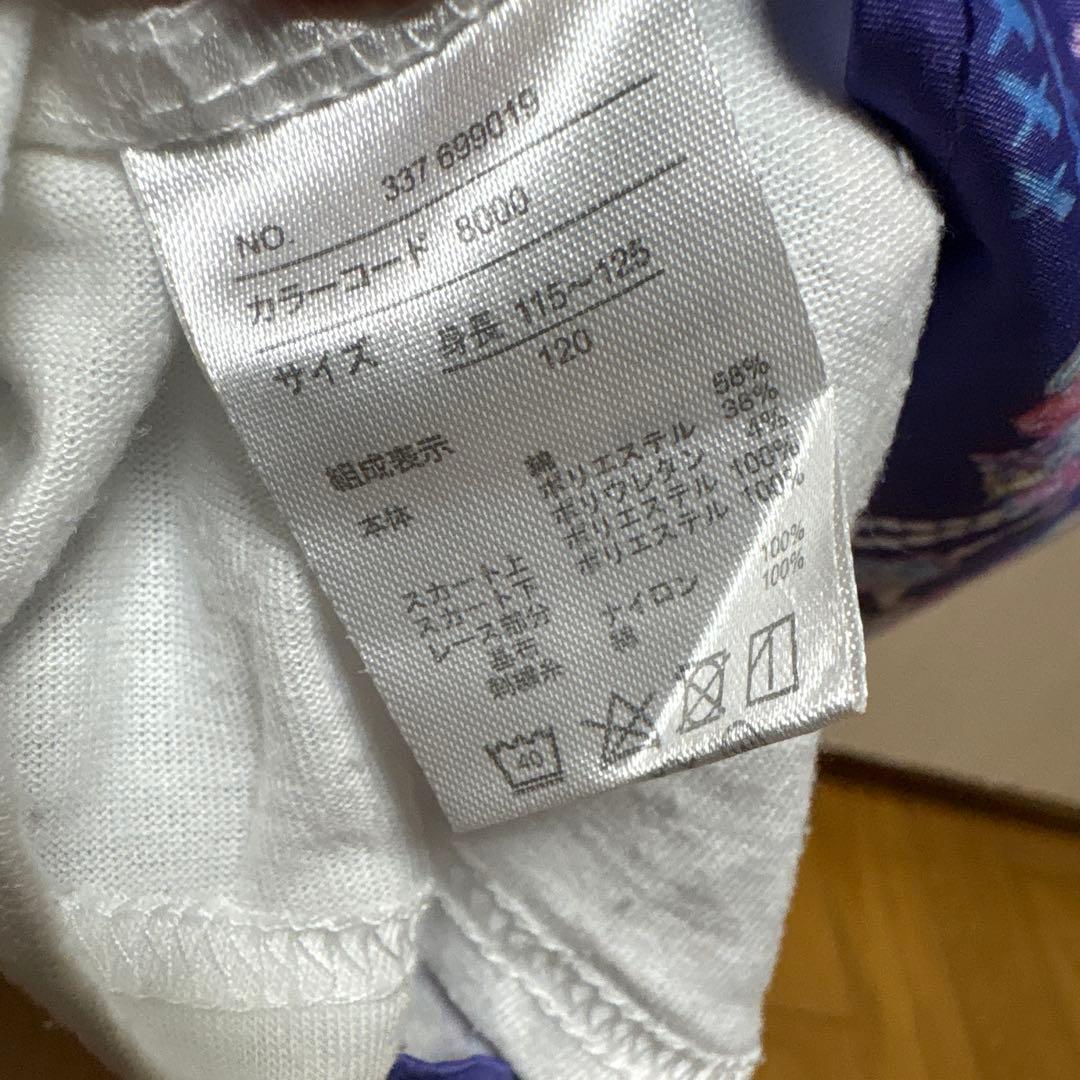 NO. 337 699019
カラーコード 8000
サイズ 身長 115~125
120
組成表示
本体 綿 58%
ポリエステル 38%
ポリウレタン 4%
スカート上 ポリエステル 100%
スカート下 ポリエステル 100%
レース部分
基布 ナイロン 100%
刺繍糸 綿 100%
40